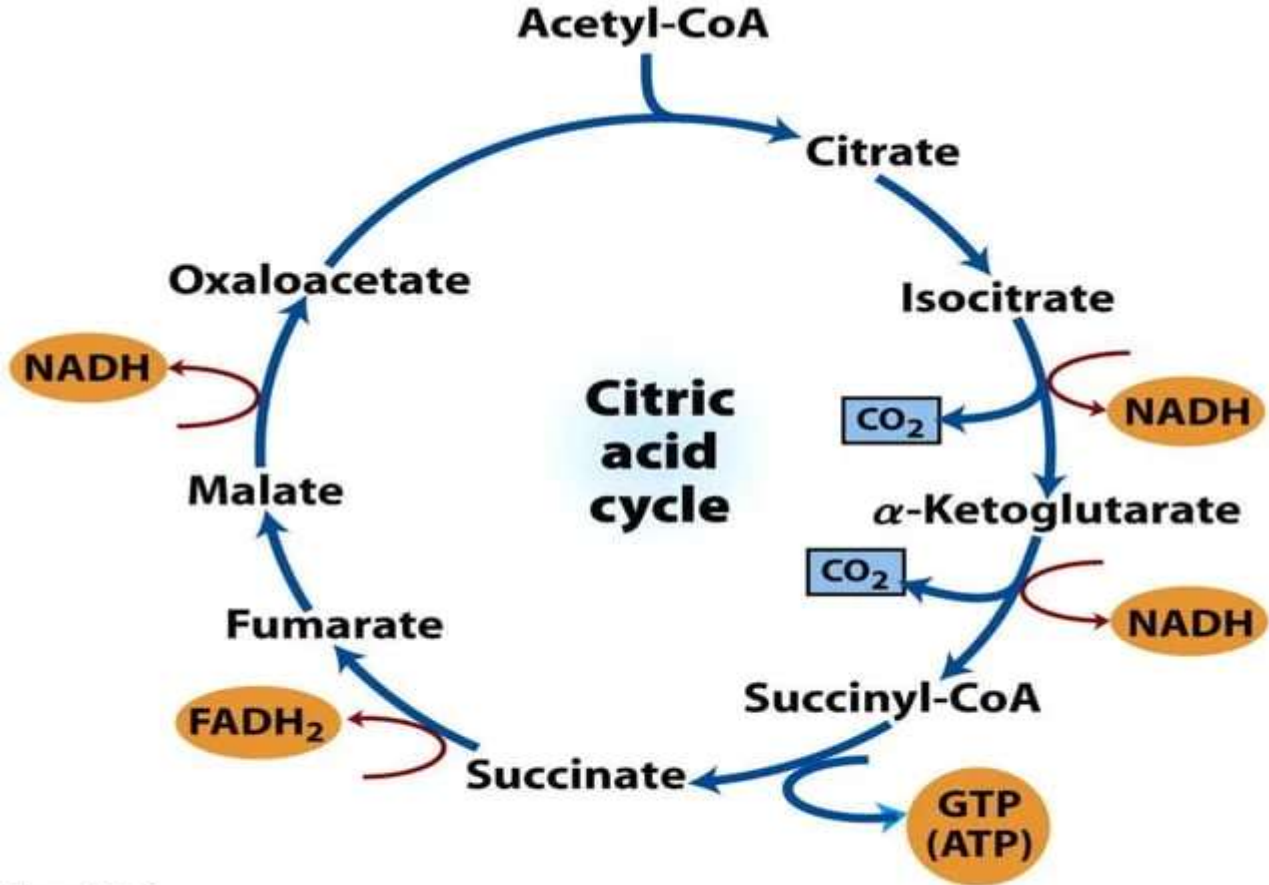 Acetyl-CoA
Citrate
Isocitrate
NADH
CO₂
α-Ketoglutarate
CO₂
NADH
Succinyl-CoA
GTP
(ATP)
Succinate
FADH₂
Fumarate
Malate
NADH
Oxaloacetate
Citric
acid
cycle